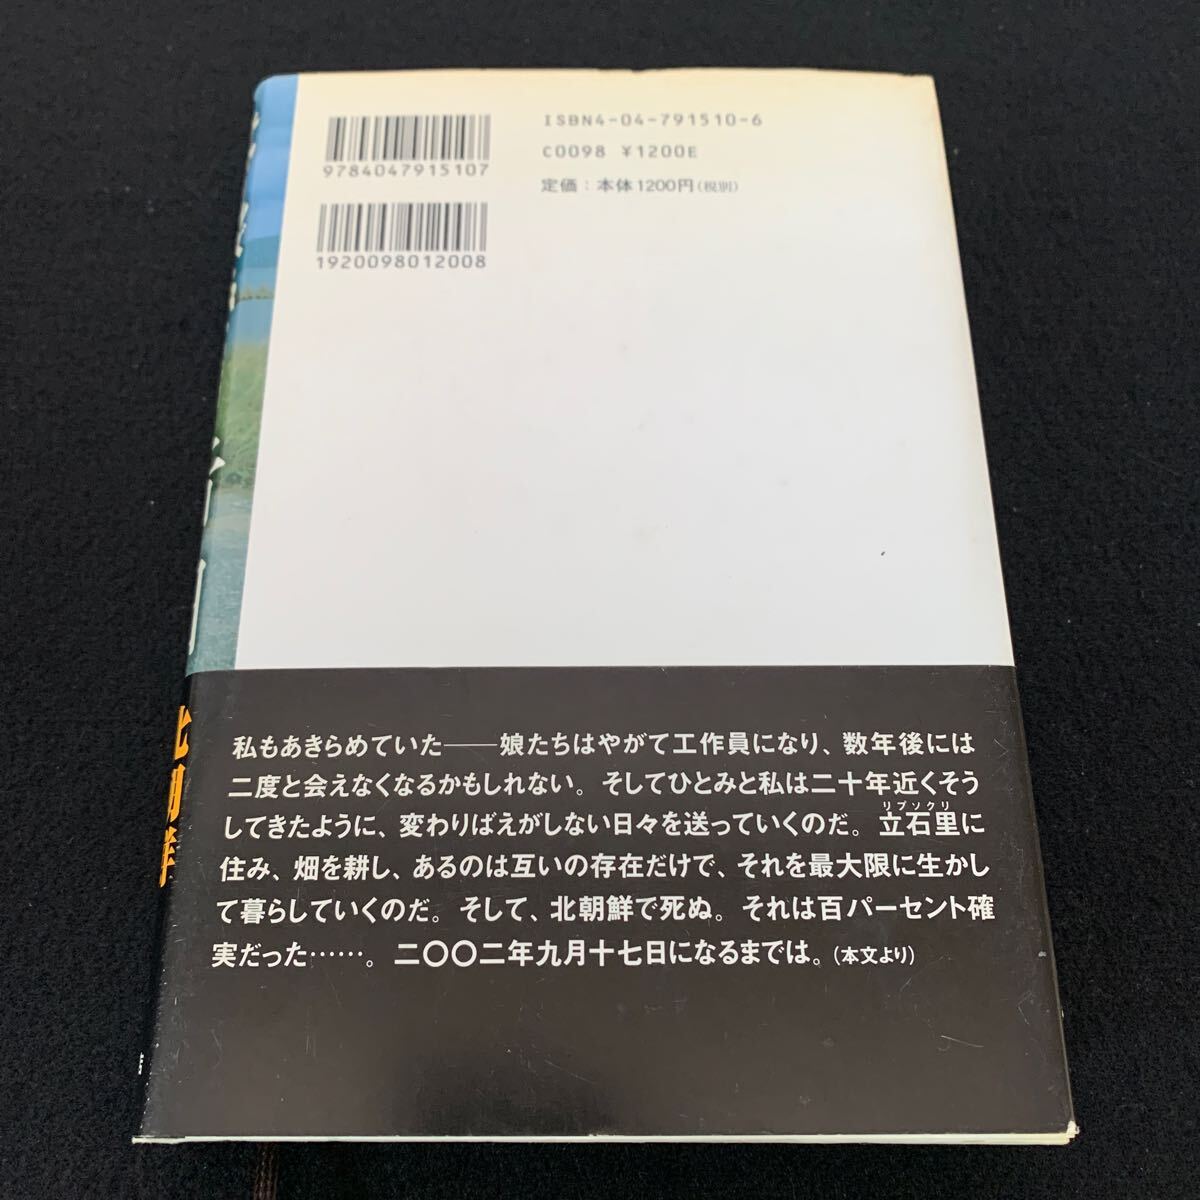 ISBN4-04-791510-6
C0098 ¥1200E
定価：本体1200円(税別)
9784047915107
1920098012008
私もあきらめていた――娘たちはやがて工作員になり、数年後には
二度と会えなくなるかもしれない。そしてひとみと私は二十年近くそう
してきたように、変わりばえがしない日々を送っていくのだ。立石里に
リプソクリ
住み、畑を耕し、あるのは互いの存在だけで、それを最大限に生かし
て暮らしていくのだ。そして、北朝鮮で死ぬ。それは百パーセント確
実だった……。二〇〇二年九月十七日になるまでは。(本文より)